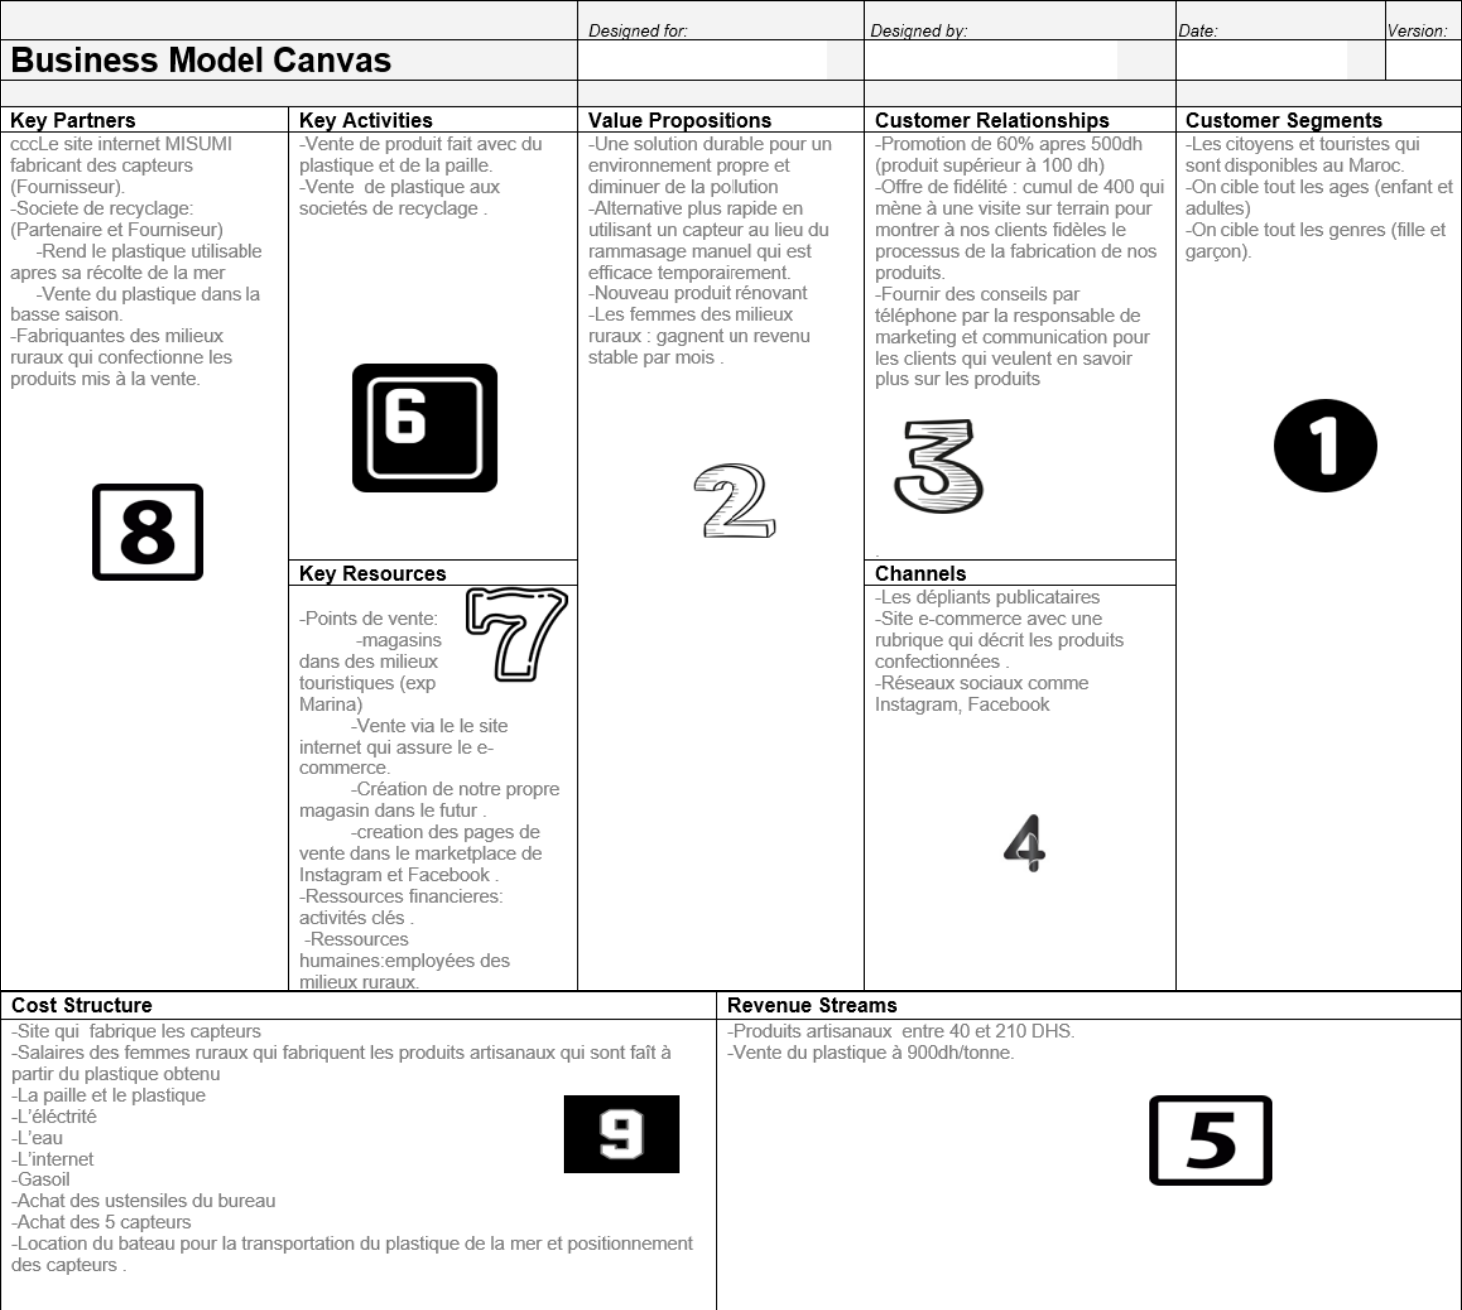 Designed for:
Designed by:
Date:
Version:
Business Model Canvas
Key Partners
cccLe site internet MISUMI
fabricant des capteurs
(Fournisseur).
-Societe de recyclage:
(Partenaire et Fourniseur)
-Rend le plastique utilisable
apres sa récolte de la mer
-Vente du plastique dans la
basse saison.
-Fabriquantes des milieux
ruraux qui confectionne les
produits mis à la vente.
8
Key Activities
-Vente de produit fait avec du
plastique et de la paille.
-Vente de plastique aux
societés de recyclage .
6
Key Resources
7
-Points de vente:
-magasins
dans des milieux
touristiques (exp
Marina)
-Vente via le le site
internet qui assure le e-
commerce.
-Création de notre propre
magasin dans le futur .
-creation des pages de
vente dans le marketplace de
Instagram et Facebook .
-Ressources financieres:
activités clés .
-Ressources
humaines:employées des
milieux ruraux.
Value Propositions
-Une solution durable pour un
environnement propre et
diminuer de la pollution
-Alternative plus rapide en
utilisant un capteur au lieu du
rammasage manuel qui est
efficace temporairement.
-Nouveau produit rénovant
-Les femmes des milieux
ruraux : gagnent un revenu
stable par mois .
2
Customer Relationships
-Promotion de 60% apres 500dh
(produit supérieur à 100 dh)
-Offre de fidélité : cumul de 400 qui
mène à une visite sur terrain pour
montrer à nos clients fidèles le
processus de la fabrication de nos
produits.
-Fournir des conseils par
téléphone par la responsable de
marketing et communication pour
les clients qui veulent en savoir
plus sur les produits
3
.
Channels
-Les dépliants publicataires
-Site e-commerce avec une
rubrique qui décrit les produits
confectionnées .
-Réseaux sociaux comme
Instagram, Facebook
4
Customer Segments
-Les citoyens et touristes qui
sont disponibles au Maroc.
-On cible tout les ages (enfant et
adultes)
-On cible tout les genres (fille et
garçon).
1
Cost Structure
-Site qui fabrique les capteurs
-Salaires des femmes ruraux qui fabriquent les produits artisanaux qui sont faît à
partir du plastique obtenu
-La paille et le plastique
-L'éléctrité
-L'eau
-L'internet
-Gasoil
-Achat des ustensiles du bureau
-Achat des 5 capteurs
-Location du bateau pour la transportation du plastique de la mer et positionnement
des capteurs .
9
Revenue Streams
-Produits artisanaux entre 40 et 210 DHS.
-Vente du plastique à 900dh/tonne.
5